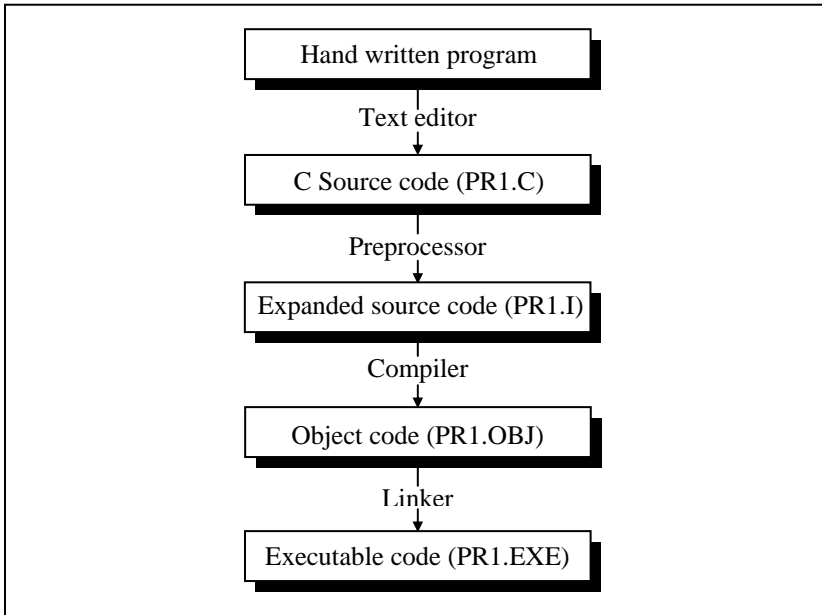 Hand written program
Text editor
C Source code (PR1.C)
Preprocessor
Expanded source code (PR1.I)
Compiler
Object code (PR1.OBJ)
Linker
Executable code (PR1.EXE)